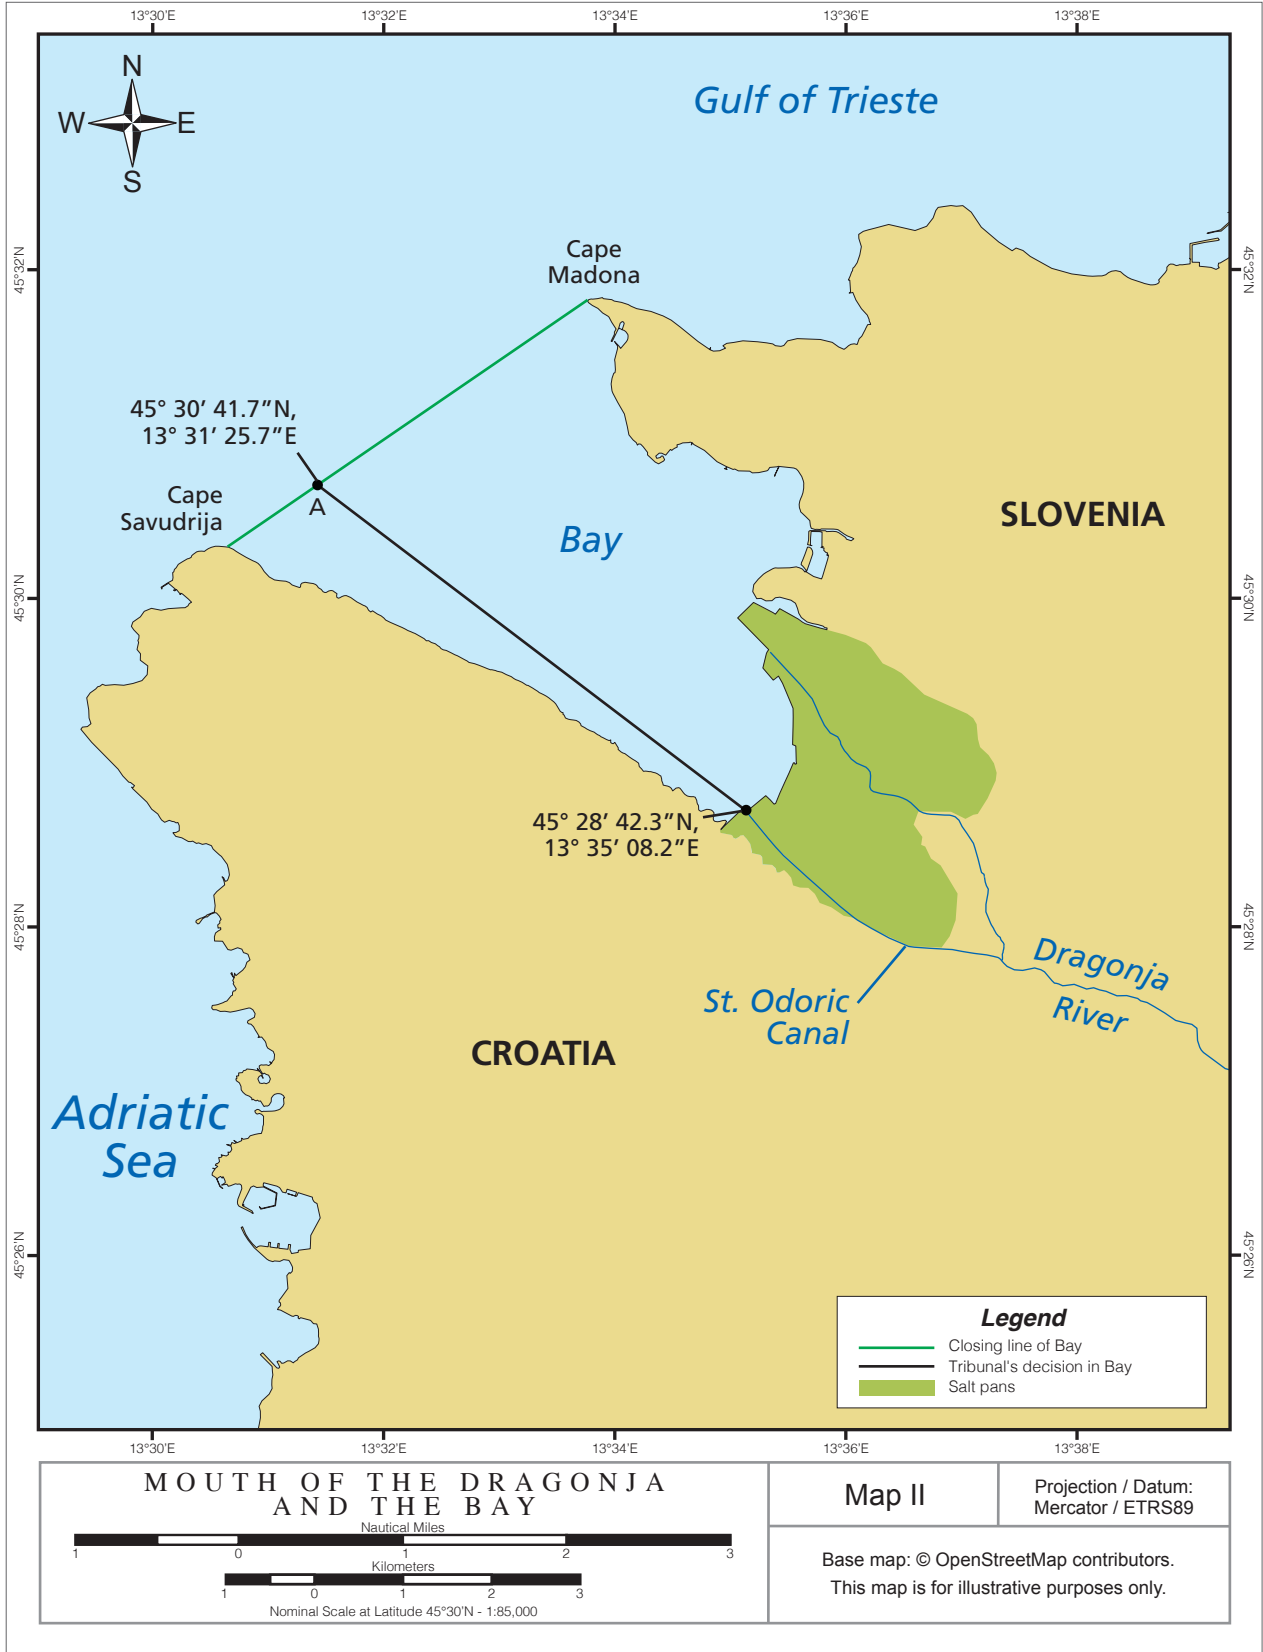 13°30'E
13°32'E
13°34'E
13°36'E
13°38'E
N
W
E
S
Gulf of Trieste
45°32'N
45°32'N
Cape
Madona
45° 30’ 41.7”N,
13° 31’ 25.7”E
Cape
Savudrija
A
Bay
SLOVENIA
45°30'N
45°30'N
45° 28’ 42.3”N,
13° 35’ 08.2”E
45°28'N
45°28'N
Dragonja
River
St. Odoric
Canal
CROATIA
Adriatic
Sea
45°26'N
45°26'N
Legend
Closing line of Bay
Tribunal's decision in Bay
Salt pans
13°30'E
13°32'E
13°34'E
13°36'E
13°38'E
MOUTH OF THE DRAGONJA
AND THE BAY
Nautical Miles
1 0 1 2 3
Kilometers
1 0 1 2 3
Nominal Scale at Latitude 45°30'N - 1:85,000
Map II
Projection / Datum:
Mercator / ETRS89
Base map: © OpenStreetMap contributors.
This map is for illustrative purposes only.